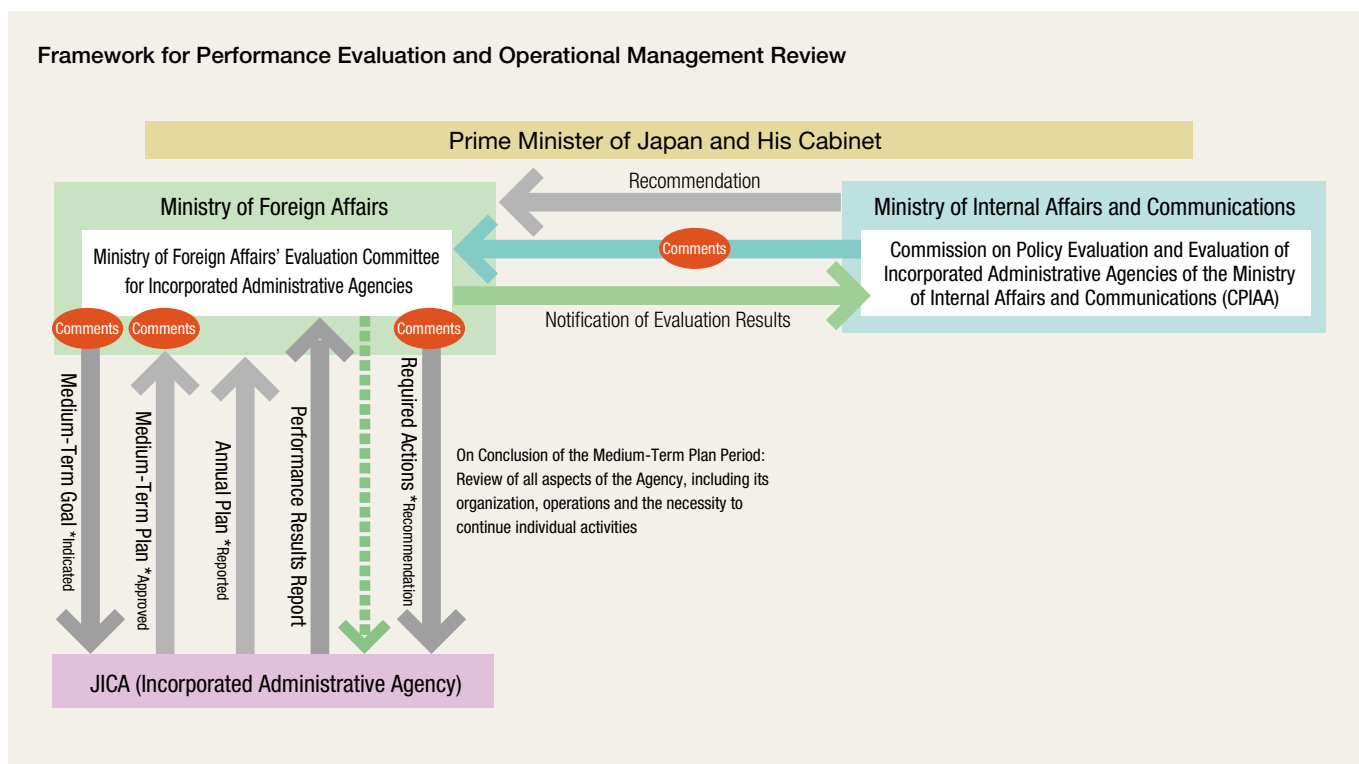 Framework for Performance Evaluation and Operational Management Review
Prime Minister of Japan and His Cabinet
Recommendation
Ministry of Foreign Affairs
Ministry of Internal Affairs and Communications
Ministry of Foreign Affairs' Evaluation Committee
for Incorporated Administrative Agencies
Comments
Commission on Policy Evaluation and Evaluation of
Incorporated Administrative Agencies of the Ministry
of Internal Affairs and Communications (CPIAA)
Notification of Evaluation Results
Comments
Comments
Comments
Medium-Term Goal *Indicated
Medium-Term Plan *Approved
Annual Plan *Reported
Performance Results Report
Required Actions *Recommendation
On Conclusion of the Medium-Term Plan Period:
Review of all aspects of the Agency, including its
organization, operations and the necessity to
continue individual activities
JICA (Incorporated Administrative Agency)